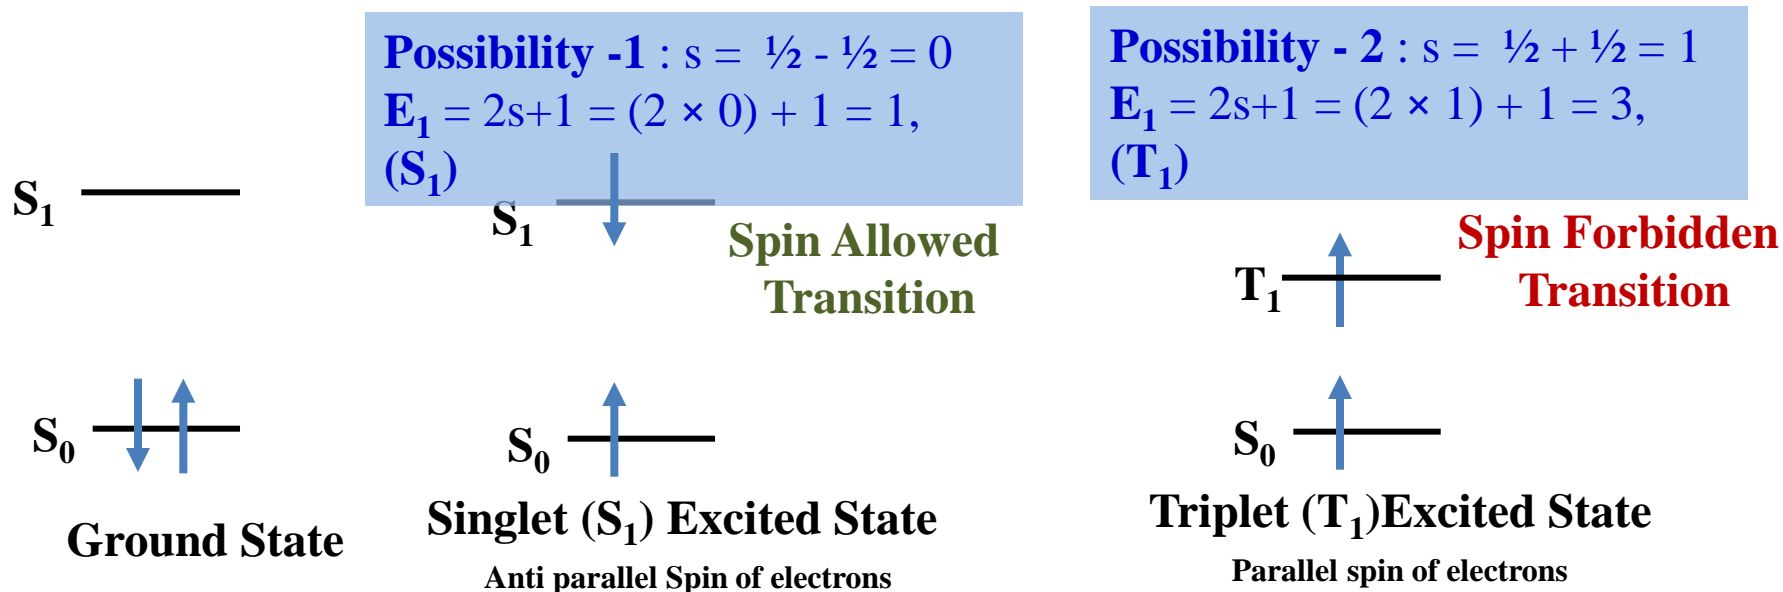 Possibility -1 : s = ½ - ½ = 0
E₁ = 2s+1 = (2 × 0) + 1 = 1,
(S₁)
Possibility - 2 : s = ½ + ½ = 1
E₁ = 2s+1 = (2 × 1) + 1 = 3,
(T₁)
S₁
S₁
Spin Allowed
Transition
T₁
Spin Forbidden
Transition
S₀
S₀
S₀
Ground State
Singlet (S₁) Excited State
Anti parallel Spin of electrons
Triplet (T₁)Excited State
Parallel spin of electrons